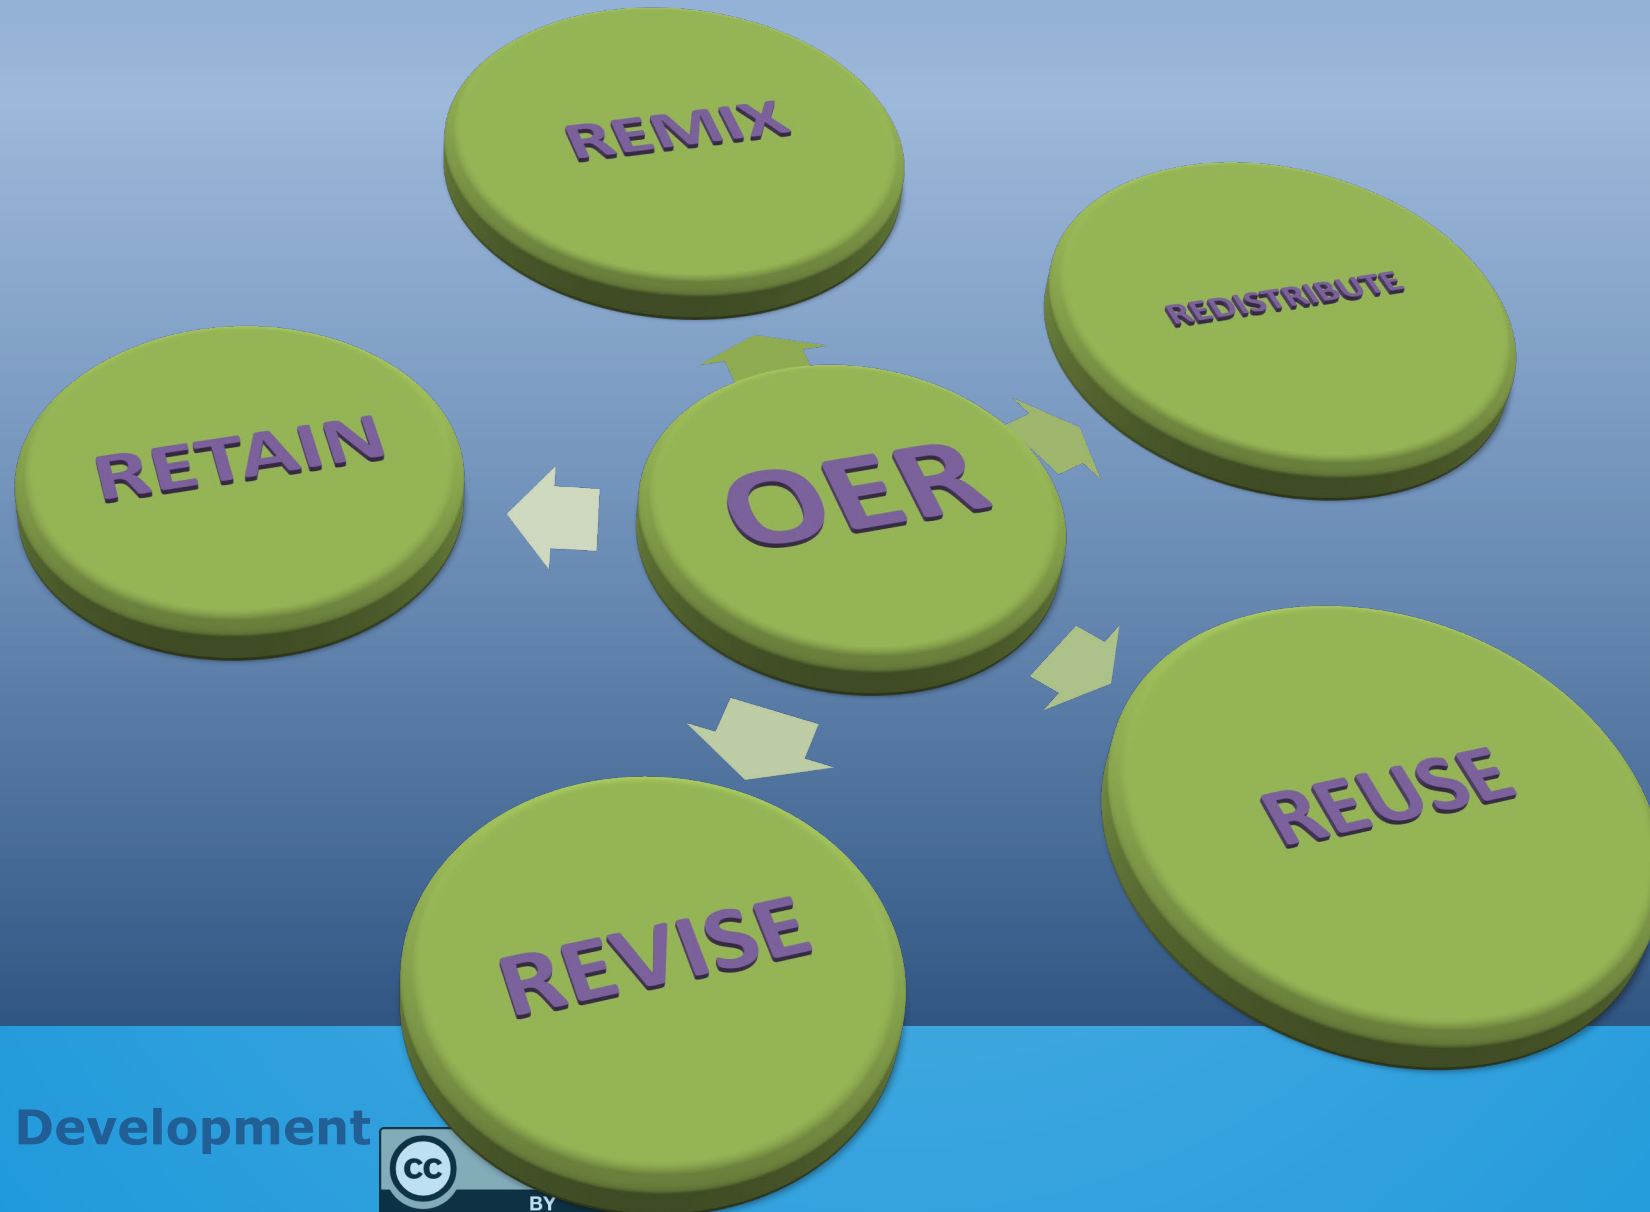 REMIX
REDISTRIBUTE
RETAIN
OER
REUSE
REVISE
Development
CC
BY